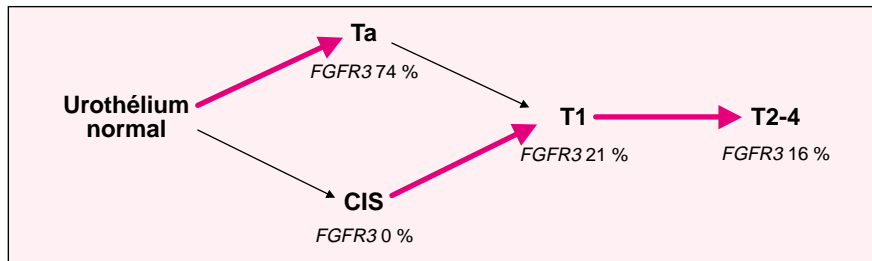 Ta
FGFR3 74 %
Urothélium
normal
T1
T2-4
FGFR3 21 %
FGFR3 16 %
CIS
FGFR3 0 %